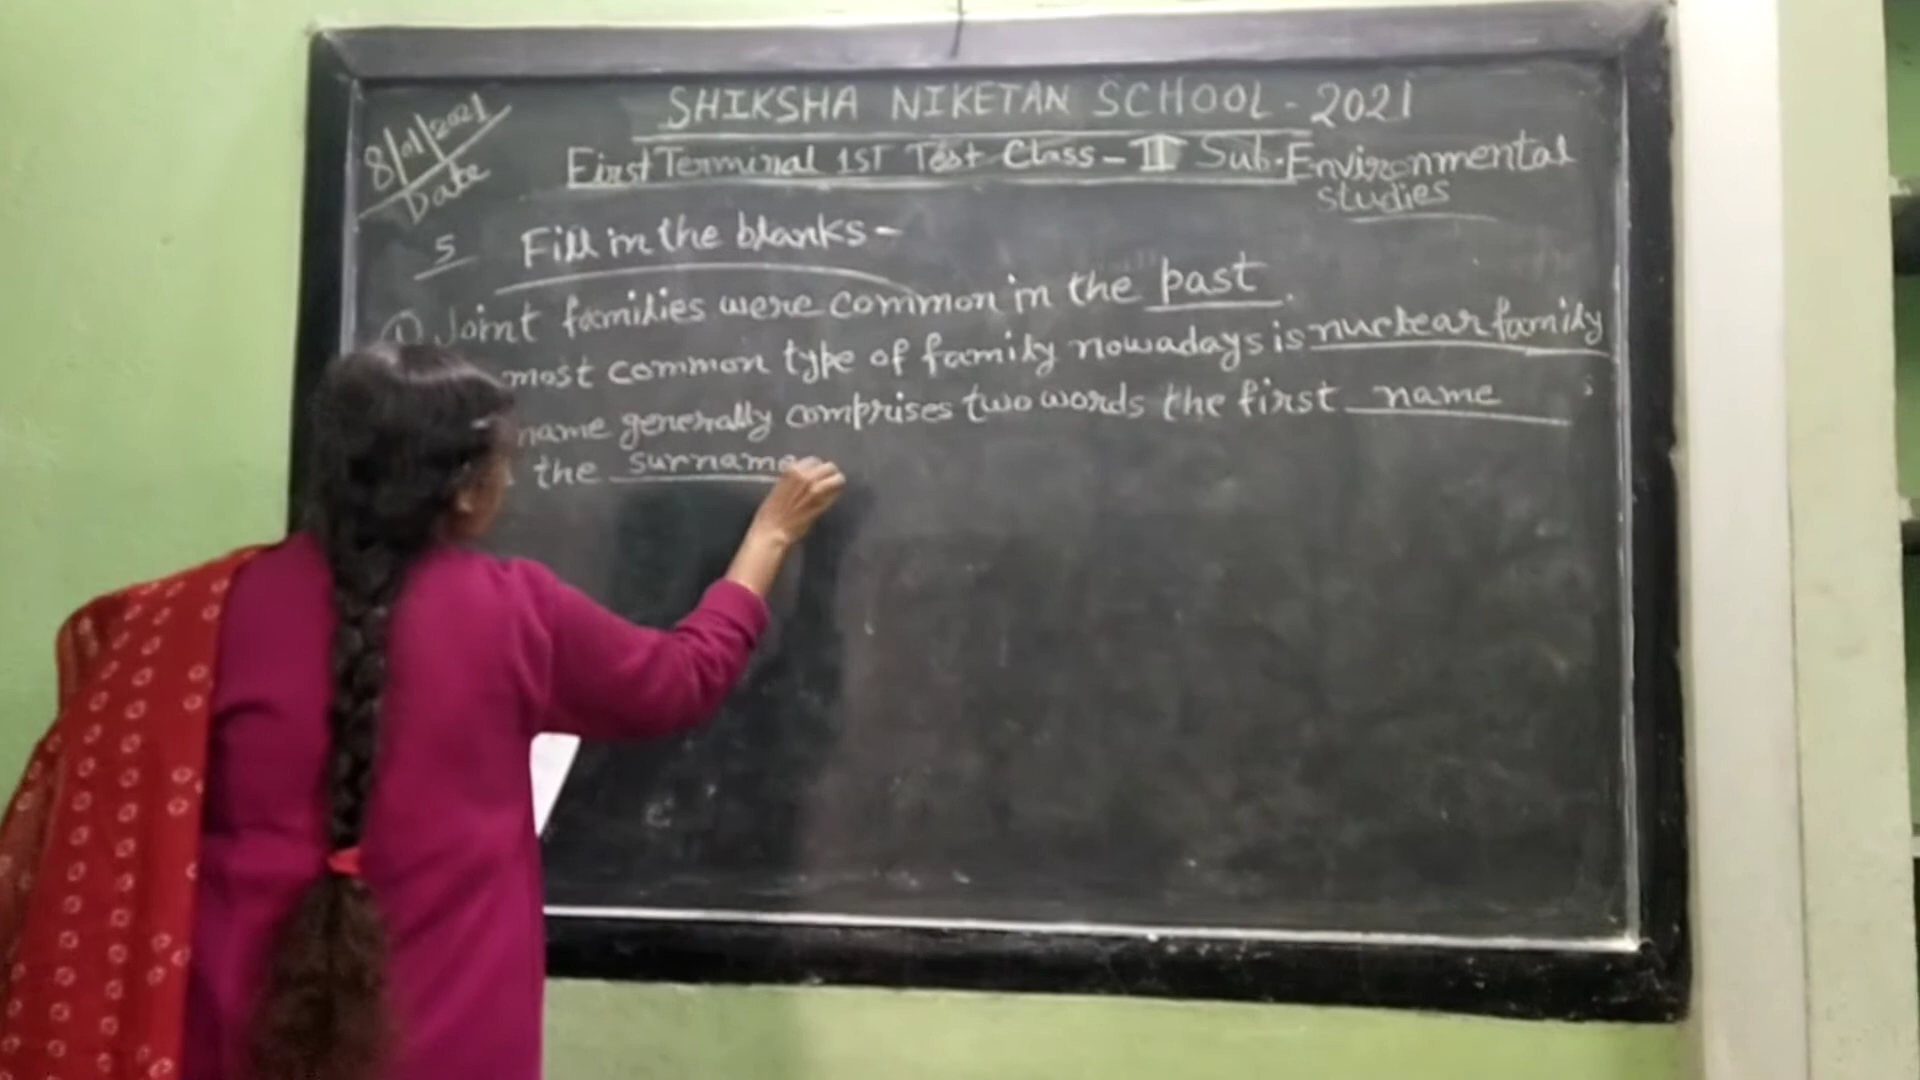 SHIKSHA NIKETAN SCHOOL - 2021
8/01/2021
Date
First Terminal 1ST Test Class - II Sub. Environmental
studies
5 Fill in the blanks -
① Joint families were common in the past.
most common type of family nowadays is nuclear family
name generally comprises two words the first name
the surname